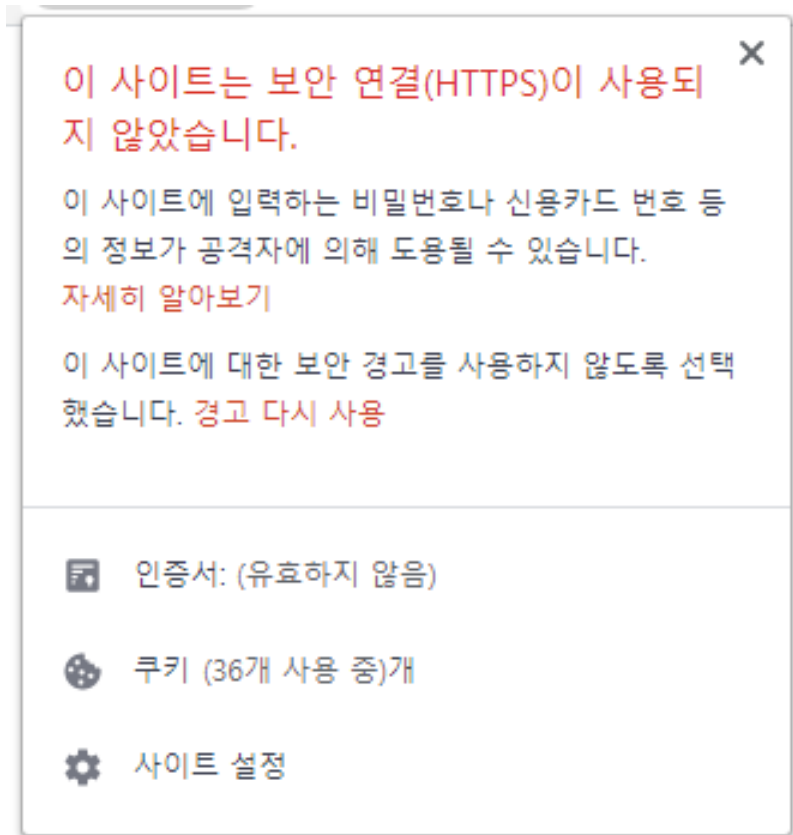 이 사이트는 보안 연결(HTTPS)이 사용되
지 않았습니다.
이 사이트에 입력하는 비밀번호나 신용카드 번호 등
의 정보가 공격자에 의해 도용될 수 있습니다.
자세히 알아보기
이 사이트에 대한 보안 경고를 사용하지 않도록 선택
했습니다. 경고 다시 사용
인증서: (유효하지 않음)
쿠키 (36개 사용 중)개
사이트 설정